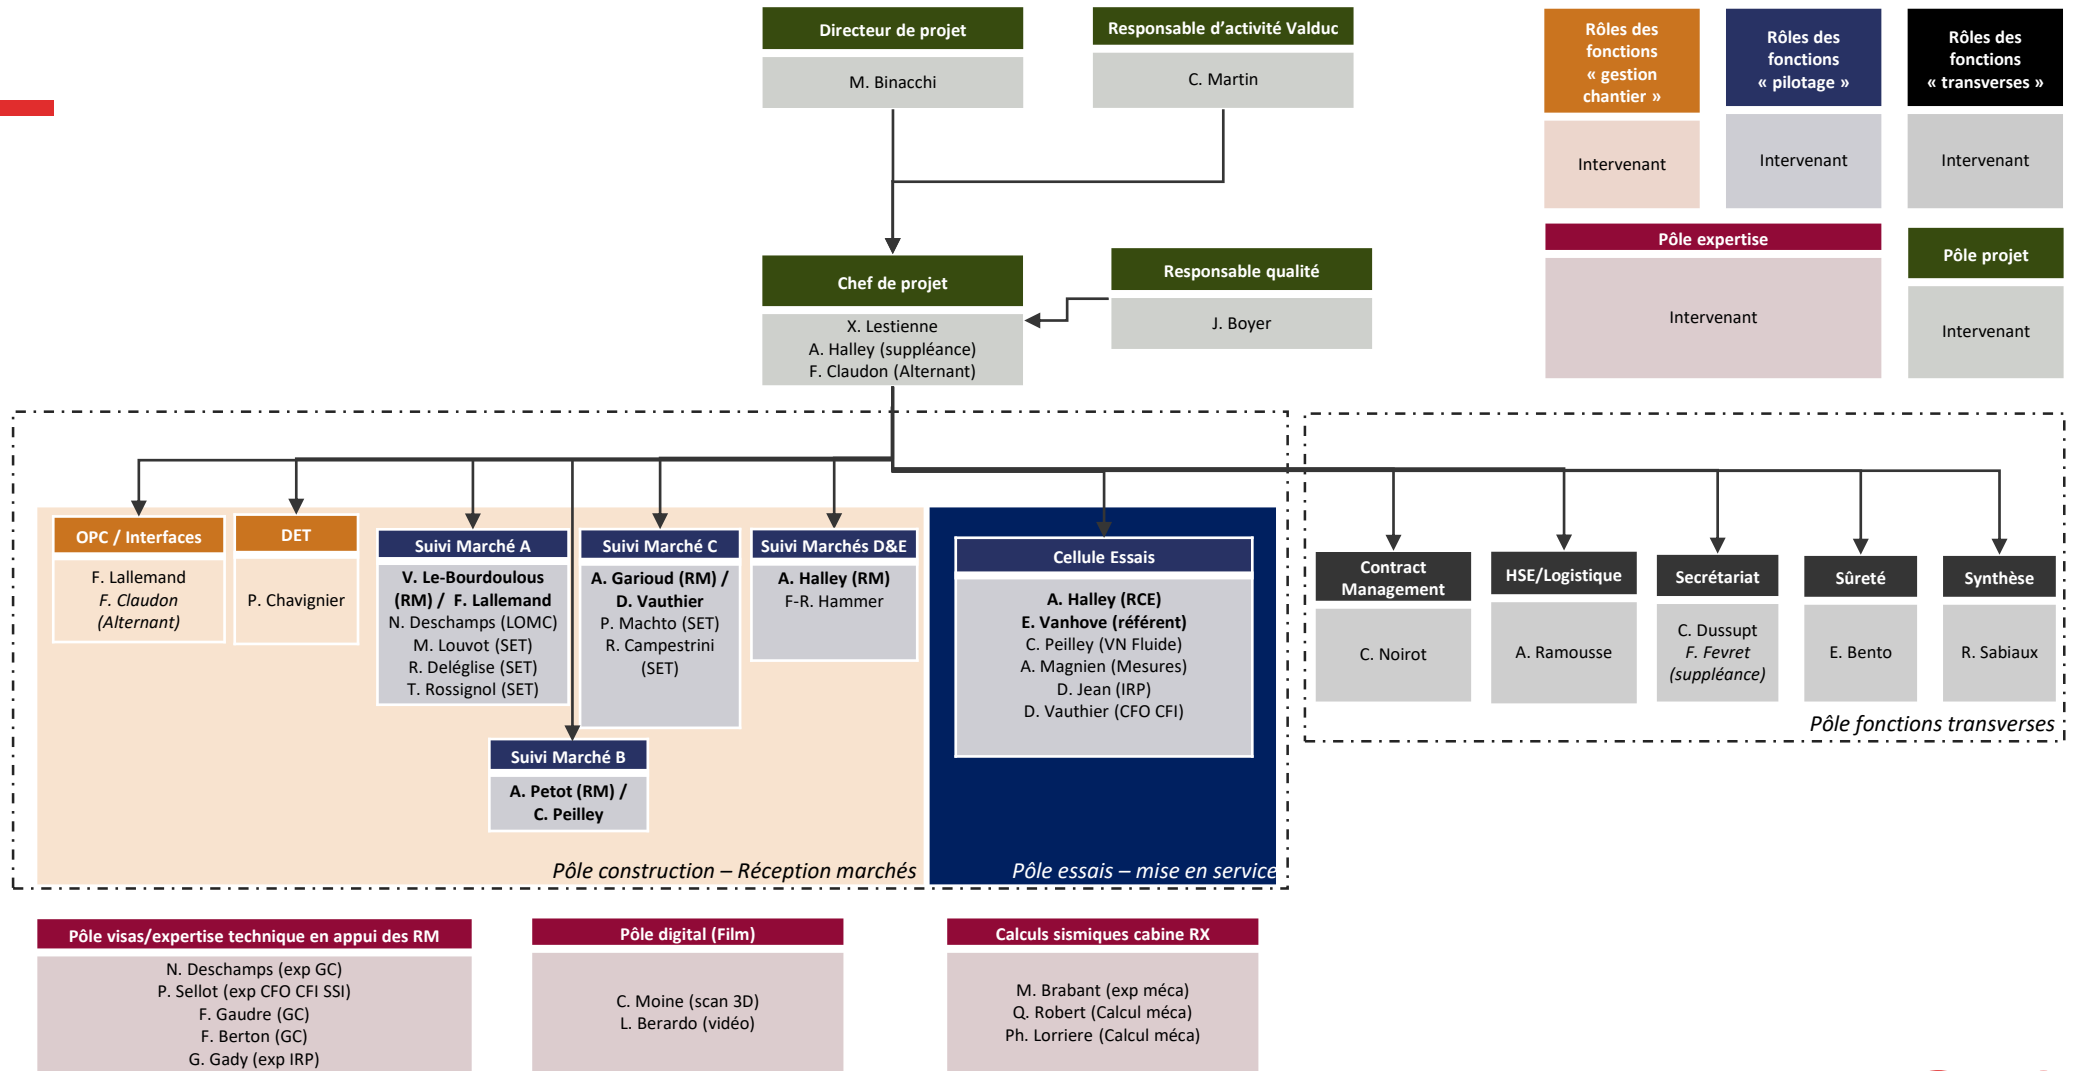 Directeur de projet
M. Binacchi
Responsable d'activité Valduc
C. Martin
Rôles des
fonctions
« gestion
chantier »
Intervenant
Rôles des
fonctions
« pilotage »
Intervenant
Rôles des
fonctions
« transverses »
Intervenant
Pôle expertise
Intervenant
Pôle projet
Intervenant
Chef de projet
X. Lestienne
A. Halley (suppléance)
F. Claudon (Alternant)
Responsable qualité
J. Boyer
OPC / Interfaces
F. Lallemand
F. Claudon
(Alternant)
DET
P. Chavignier
Suivi Marché A
V. Le-Bourdoulous
(RM) / F. Lallemand
N. Deschamps (LOMC)
M. Louvot (SET)
R. Deléglise (SET)
T. Rossignol (SET)
Suivi Marché C
A. Garioud (RM) /
D. Vauthier
P. Machto (SET)
R. Campestrini
(SET)
Suivi Marchés D&E
A. Halley (RM)
F-R. Hammer
Suivi Marché B
A. Petot (RM) /
C. Peilley
Pôle construction – Réception marchés
Cellule Essais
A. Halley (RCE)
E. Vanhove (référent)
C. Peilley (VN Fluide)
A. Magnien (Mesures)
D. Jean (IRP)
D. Vauthier (CFO CFI)
Pôle essais – mise en service
Contract
Management
C. Noirot
HSE/Logistique
A. Ramousse
Secrétariat
C. Dussupt
F. Fevret
(suppléance)
Sûreté
E. Bento
Synthèse
R. Sabiaux
Pôle fonctions transverses
Pôle visas/expertise technique en appui des RM
N. Deschamps (exp GC)
P. Sellot (exp CFO CFI SSI)
F. Gaudre (GC)
F. Berton (GC)
G. Gady (exp IRP)
Pôle digital (Film)
C. Moine (scan 3D)
L. Berardo (vidéo)
Calculs sismiques cabine RX
M. Brabant (exp méca)
Q. Robert (Calcul méca)
Ph. Lorriere (Calcul méca)